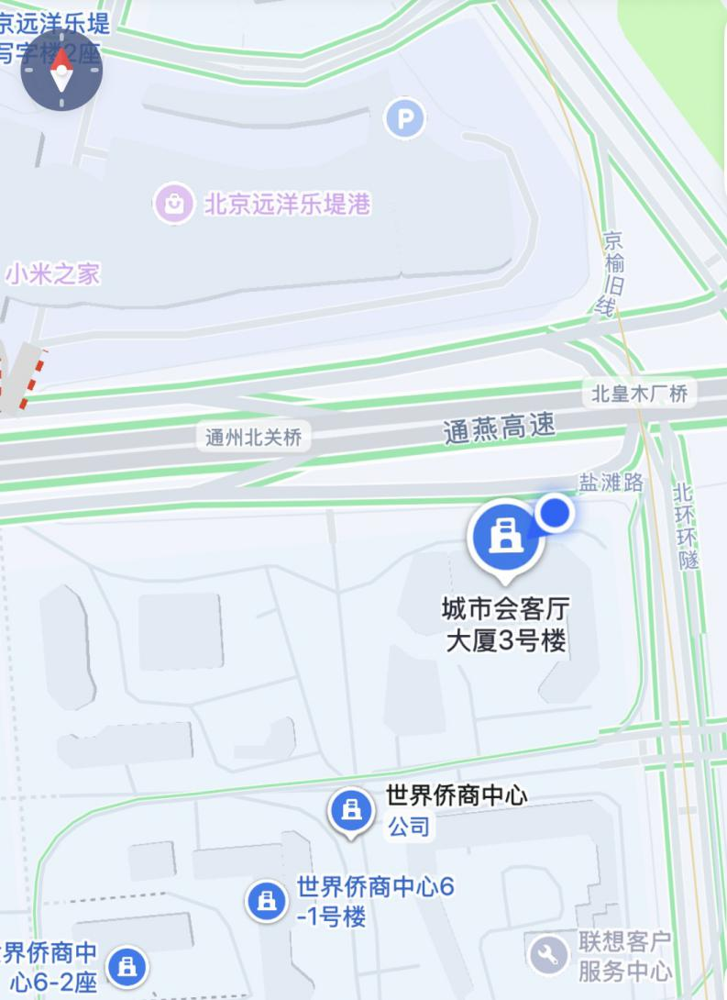 京远洋乐堤
写字楼2座
P
北京远洋乐堤港
小米之家
京榆旧线
北皇木厂桥
通燕高速
通州北关桥
盐滩路
北环环隧
城市会客厅
大厦3号楼
世界侨商中心
公司
世界侨商中心6
-1号楼
界侨商中
心6-2座
联想客户
服务中心